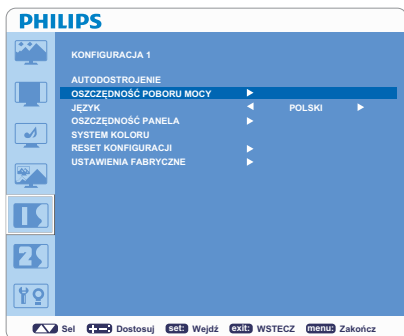 PHILIPS
KONFIGURACJA 1
AUTODOSTROJENIE
OSZCZĘDNOŚĆ POBORU MOCY
JĘZYK POLSKI
OSZCZĘDNOŚĆ PANELA
SYSTEM KOLORU
RESET KONFIGURACJI
USTAWIENIA FABRYCZNE
Sel Dostosuj set: Wejdź exit: WSTECZ menu: Zakończ